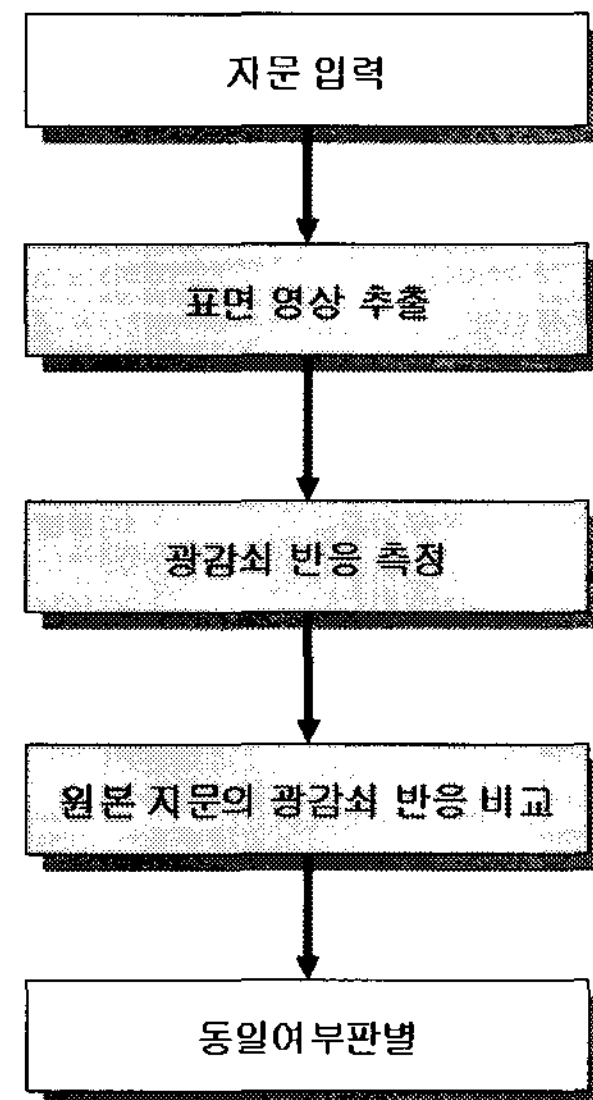 지문 입력
표면 영상 추출
광감쇠 반응 측정
원본 지문의 광감쇠 반응 비교
동일여부판별